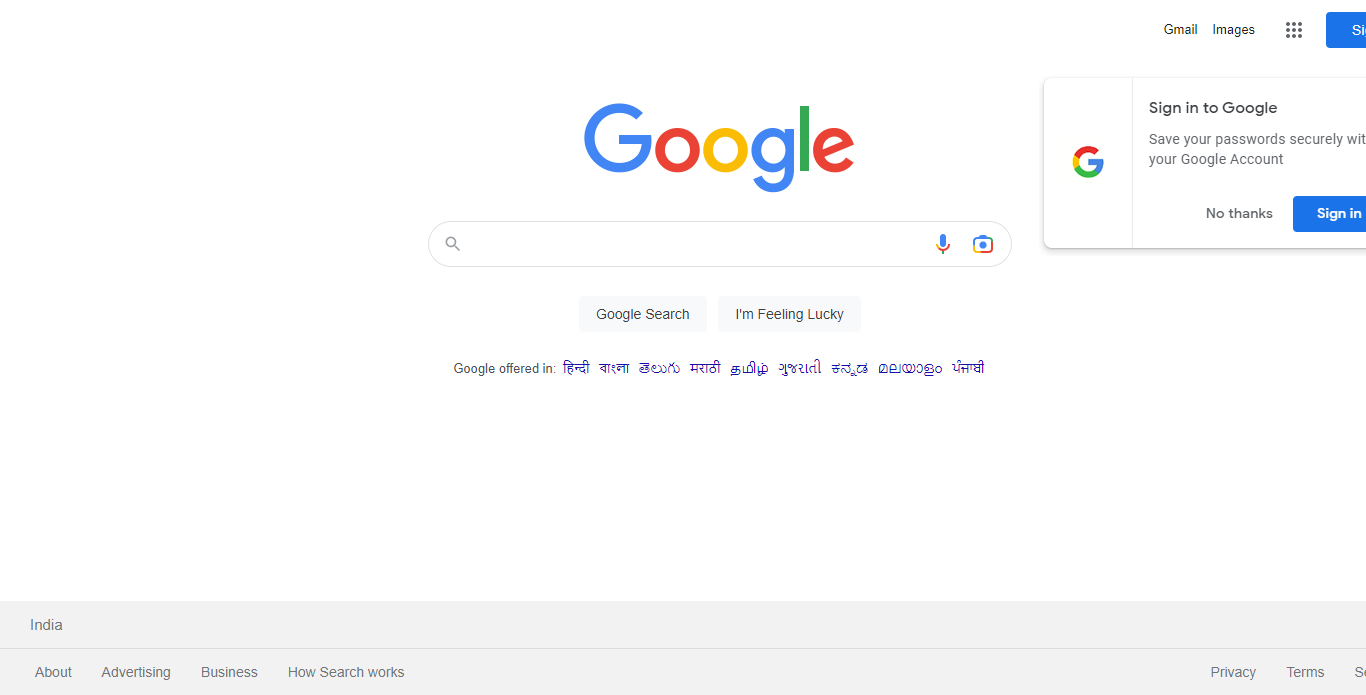 Gmail Images
Sign in to Google
Save your passwords securely
your Google Account
No thanks Sign in
Google
Google Search I'm Feeling Lucky
Google offered in: हिन्दी বাংলা తెలుగు मराठी தமிழ் ગુજરાતી ಕನ್ನಡ മലയാളം ਪੰਜਾਬੀ
India
About Advertising Business How Search works Privacy Terms